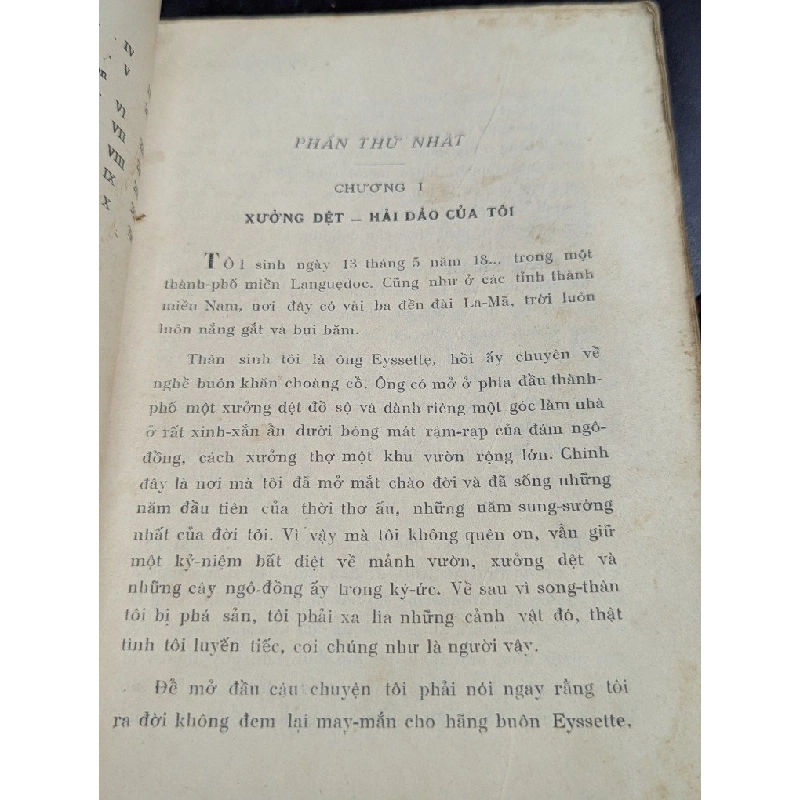 IV
V
VI
VII
VIII
IX
X
PHẦN THỨ NHẤT
CHƯƠNG I
XƯỞNG DỆT — HẢI ĐẢO CỦA TÔI
TÔI sinh ngày 13 tháng 5 năm 18... trong một
thành-phố miền Languedoc. Cũng như ở các tỉnh thành
miền Nam, nơi đây có vài ba đền đài La-Mã, trời luôn
luôn nắng gắt và bụi băm.
Thân sinh tôi là ông Eyssette, hồi ấy chuyên về
nghề buôn khăn choàng cổ. Ông có mở ở phía đầu thành-
phố một xưởng dệt đồ sộ và dành riêng một góc làm nhà
ở rất xinh-xắn ẩn dưới bóng mát rậm-rạp của đám ngô-
đồng, cách xưởng thợ một khu vườn rộng lớn. Chính
đây là nơi mà tôi đã mở mắt chào đời và đã sống những
năm đầu tiên của thời thơ ấu, những năm sung-sướng
nhất của đời tôi. Vì vậy mà tôi không quên ơn, vẫn giữ
một kỷ-niệm bất diệt về mảnh vườn, xưởng dệt và
những cây ngô-đồng ấy trong ký-ức. Về sau vì song-thân
tôi bị phá sản, tôi phải xa lìa những cảnh vật đó, thật
tình tôi luyến tiếc, coi chúng như là người vậy.
Để mở đầu câu chuyện tôi phải nói ngay rằng tôi
ra đời không đem lại may-mắn cho hãng buôn Eyssette.